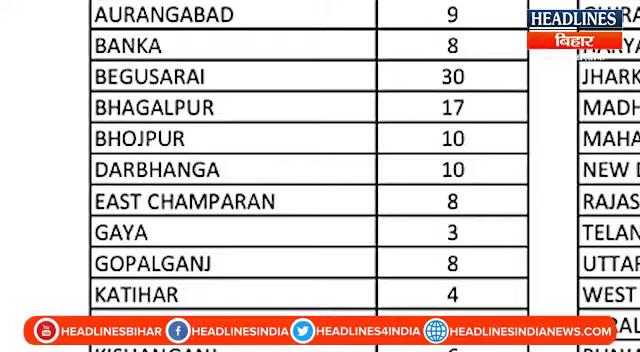 AURANGABAD 9
BANKA 8
BEGUSARAI 30
BHAGALPUR 17
BHOJPUR 10
DARBHANGA 10
EAST CHAMPARAN 8
GAYA 3
GOPALGANJ 8
KATIHAR 4
HEADLINES
बिहार
JHARK
MADH
MAHA
NEW D
RAJAS
TELAN
UTTAR
WEST
HEADLINESBIHAR HEADLINESINDIA HEADLINES4INDIA HEADLINESINDIANEWS.COM